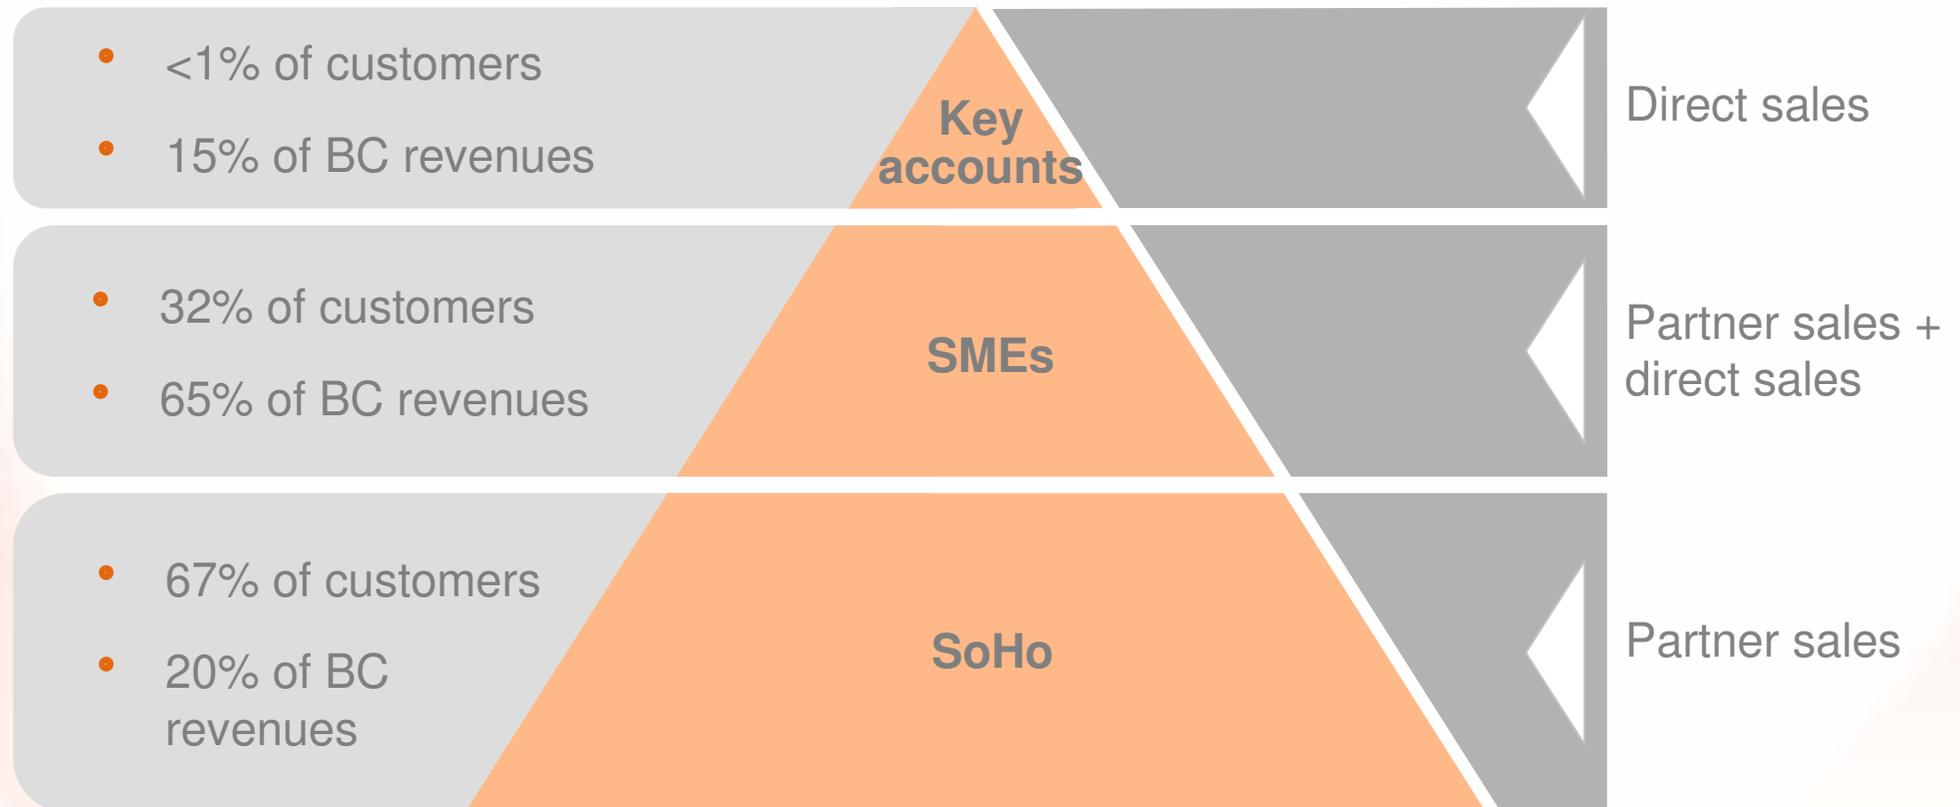 <1% of customers
15% of BC revenues
Key
accounts
Direct sales
32% of customers
65% of BC revenues
SMEs
Partner sales +
direct sales
67% of customers
20% of BC
revenues
SoHo
Partner sales